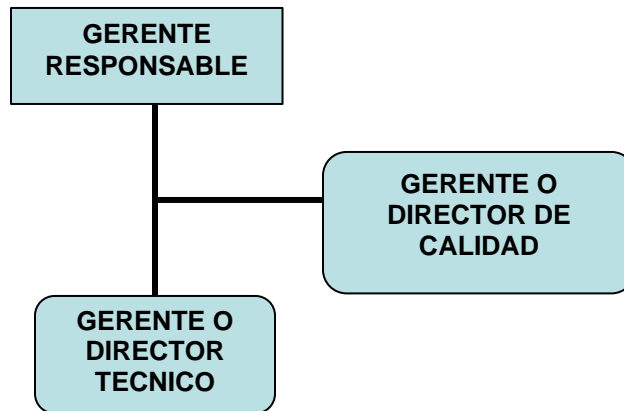 GERENTE
RESPONSABLE
GERENTE O
DIRECTOR DE
CALIDAD
GERENTE O
DIRECTOR
TECNICO